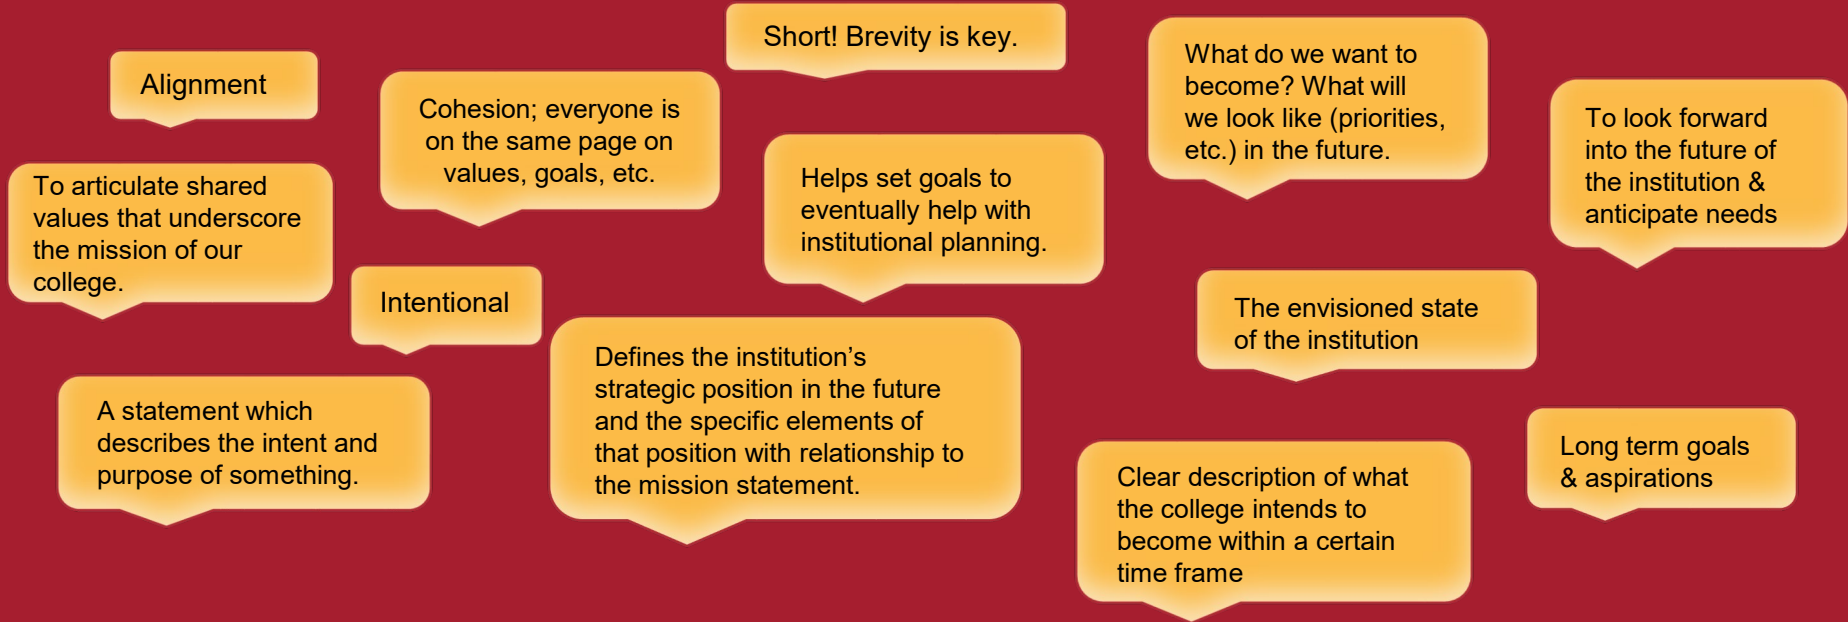 Short! Brevity is key.
Alignment
Cohesion; everyone is
on the same page on
values, goals, etc.
What do we want to
become? What will
we look like (priorities,
etc.) in the future.
To look forward
into the future of
the institution &
anticipate needs
To articulate shared
values that underscore
the mission of our
college.
Helps set goals to
eventually help with
institutional planning.
Intentional
The envisioned state
of the institution
Defines the institution’s
strategic position in the future
and the specific elements of
that position with relationship to
the mission statement.
A statement which
describes the intent and
purpose of something.
Long term goals
& aspirations
Clear description of what
the college intends to
become within a certain
time frame